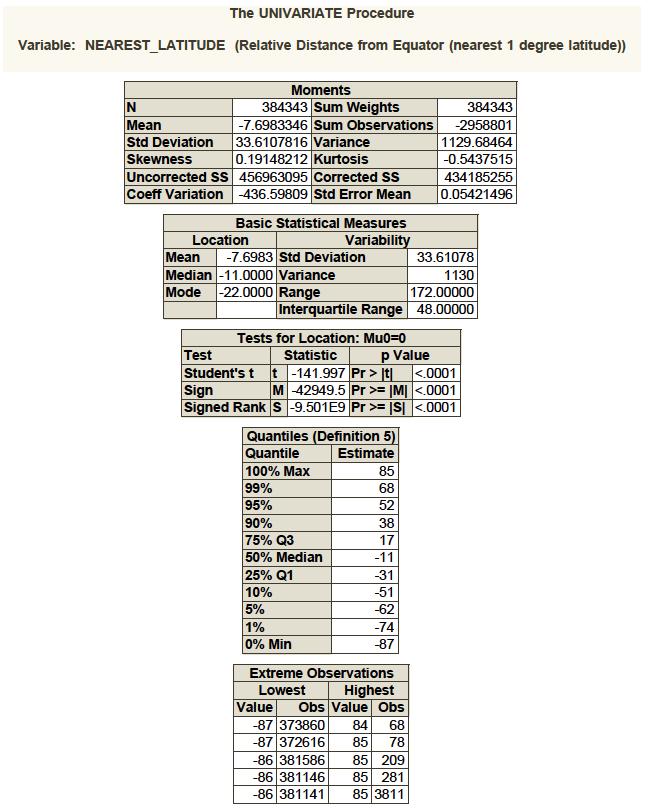 The UNIVARIATE Procedure
Variable: NEAREST_LATITUDE (Relative Distance from Equator (nearest 1 degree latitude))
Moments
N 384343 Sum Weights 384343
Mean -7.6983346 Sum Observations -2958801
Std Deviation 33.6107816 Variance 1129.68464
Skewness 0.19148212 Kurtosis -0.5437515
Uncorrected SS 456963095 Corrected SS 434185255
Coeff Variation -436.59809 Std Error Mean 0.05421496
Basic Statistical Measures
Location Variability
Mean -7.6983 Std Deviation 33.61078
Median -11.0000 Variance 1130
Mode -22.0000 Range 172.00000
Interquartile Range 48.00000
Tests for Location: Mu0=0
Test Statistic p Value
Student's t t -141.997 Pr > |t| <.0001
Sign M -42949.5 Pr >= |M| <.0001
Signed Rank S -9.501E9 Pr >= |S| <.0001
Quantiles (Definition 5)
Quantile Estimate
100% Max 85
99% 68
95% 52
90% 38
75% Q3 17
50% Median -11
25% Q1 -31
10% -51
5% -62
1% -74
0% Min -87
Extreme Observations
Lowest Highest
Value Obs Value Obs
-87 373860 84 68
-87 372616 85 78
-86 381586 85 209
-86 381146 85 281
-86 381141 85 3811